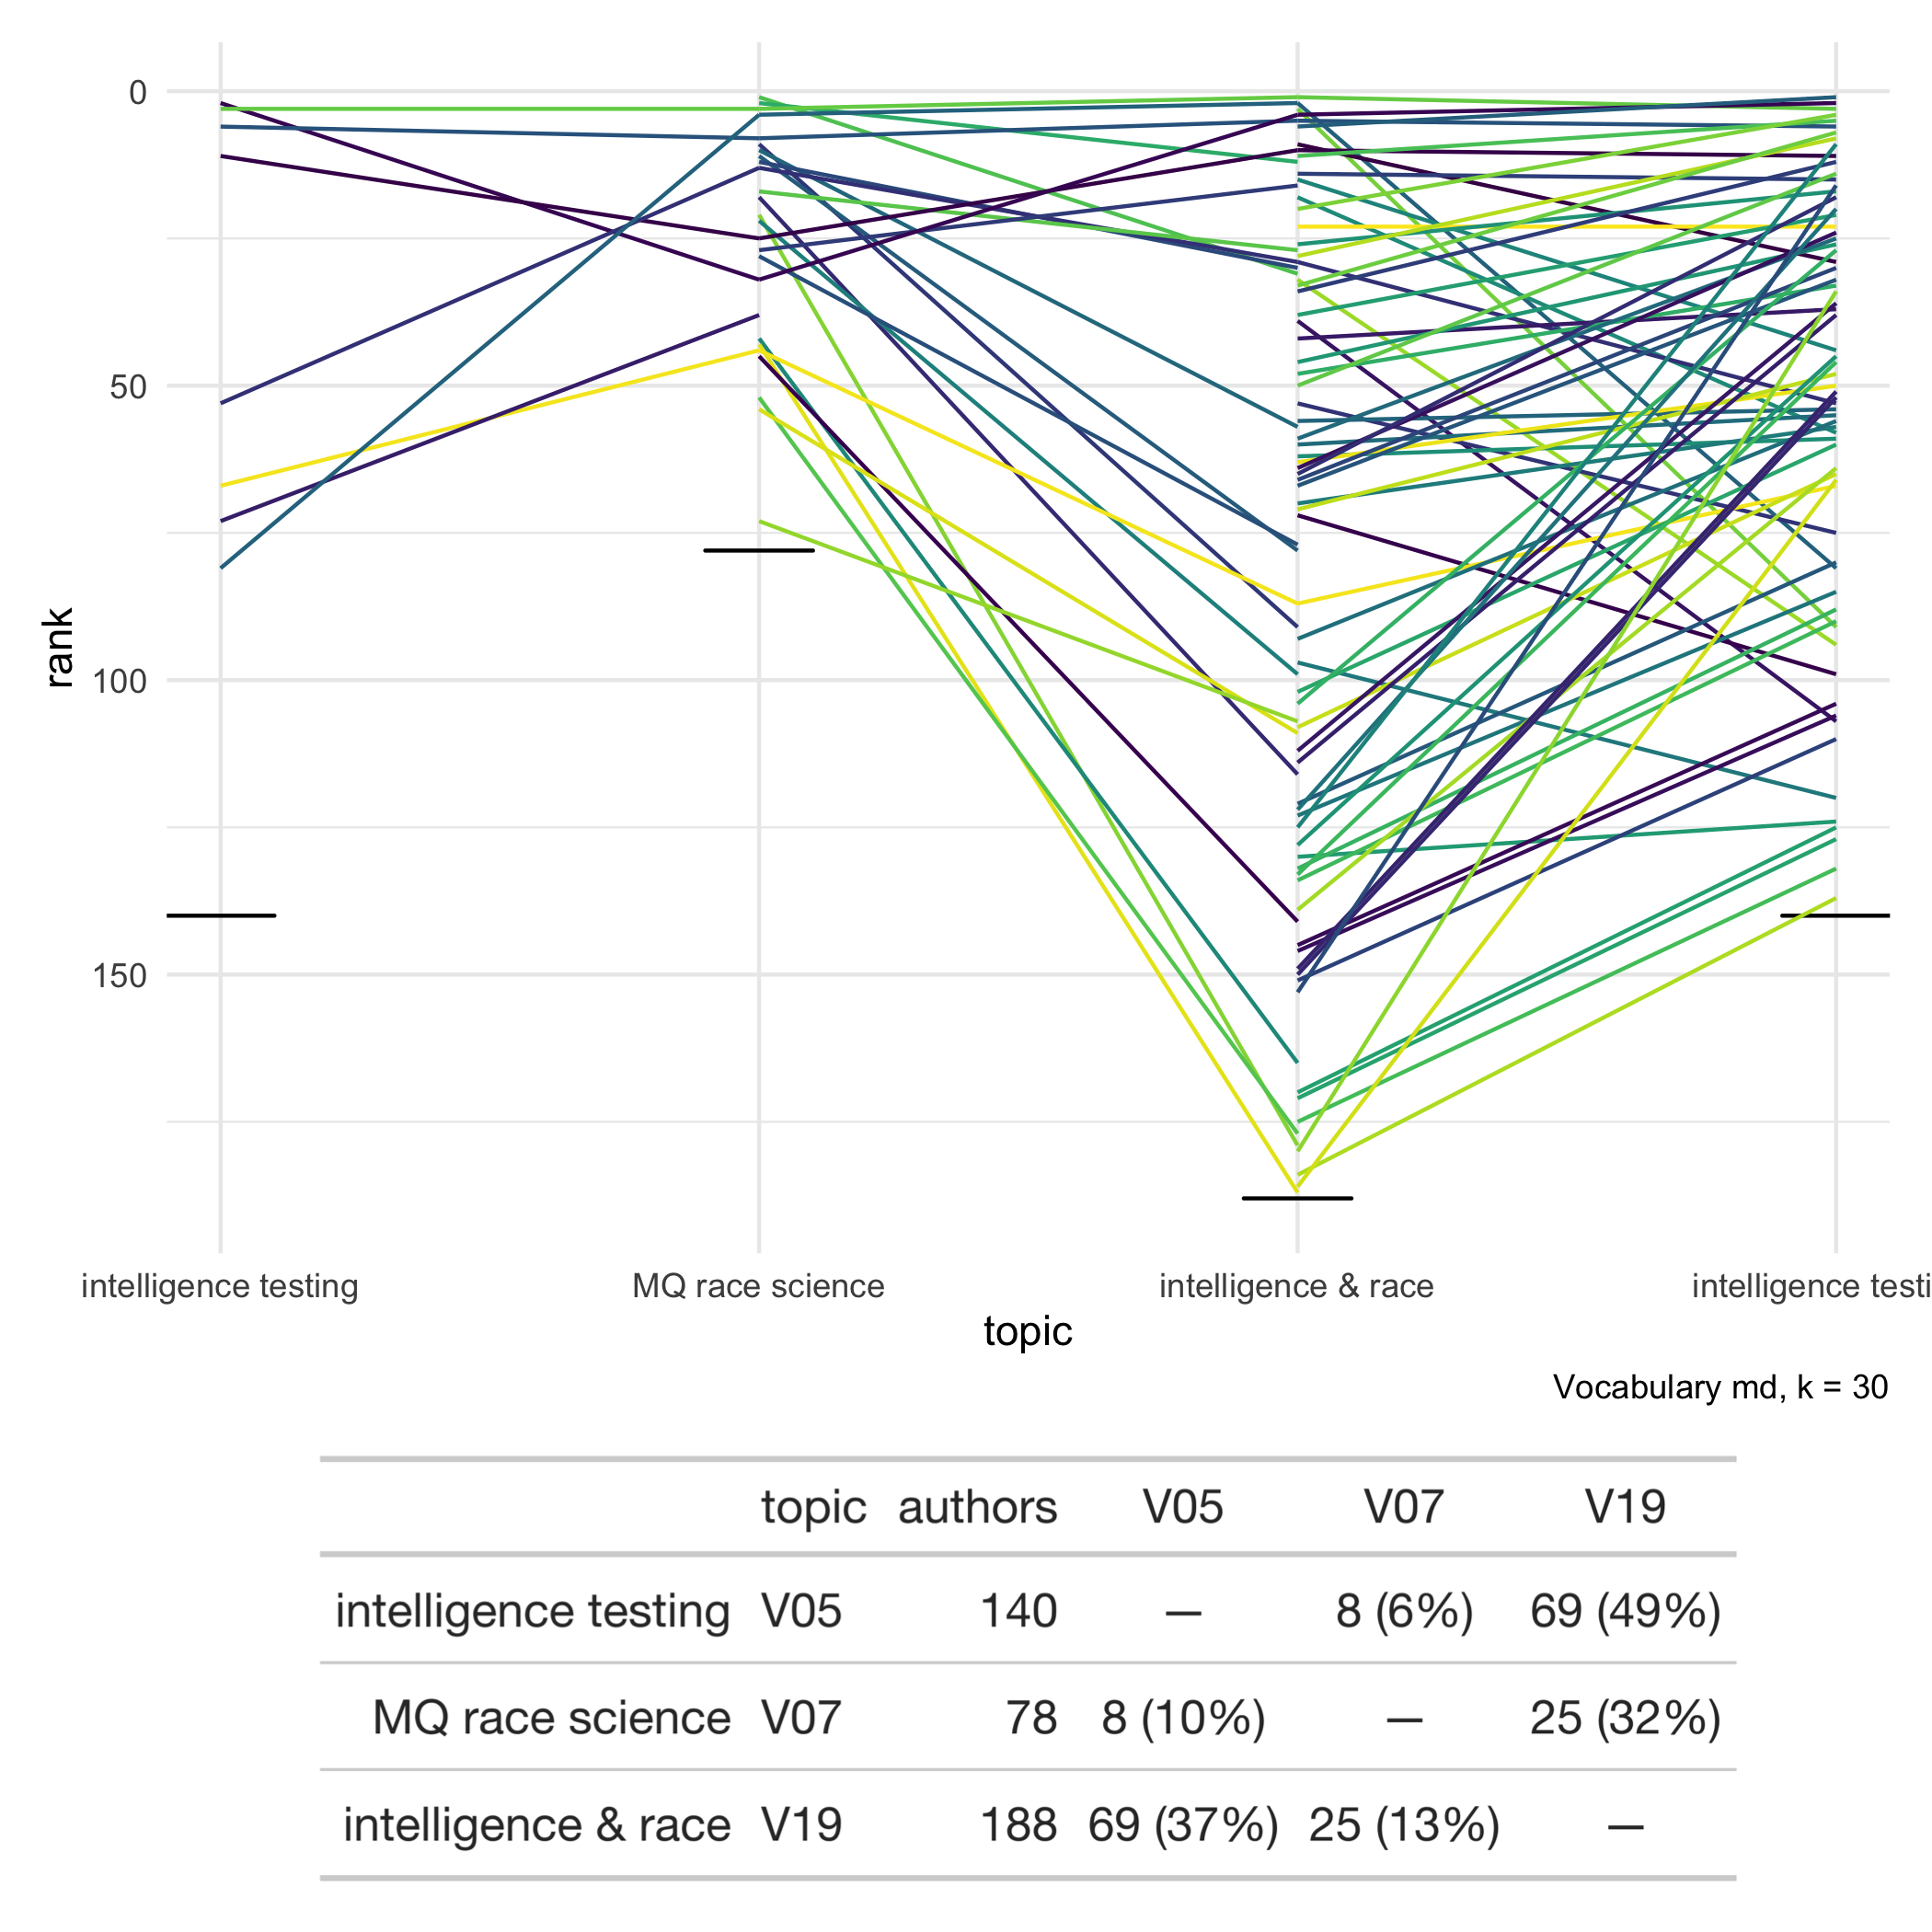 0
50
100
150
rank
intelligence testing MQ race science intelligence & race intelligence testi
topic
Vocabulary md, k = 30
topic authors V05 V07 V19
intelligence testing V05 140 — 8 (6%) 69 (49%)
MQ race science V07 78 8 (10%) — 25 (32%)
intelligence & race V19 188 69 (37%) 25 (13%) —